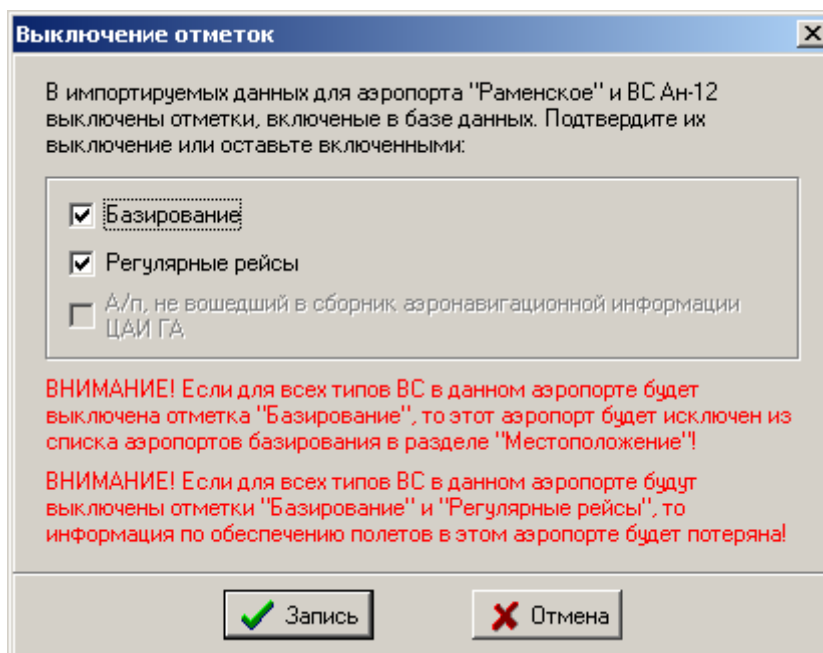 Выключение отметок
В импортируемых данных для аэропорта "Раменское" и ВС Ан-12
выключены отметки, включеные в базе данных. Подтвердите их
выключение или оставьте включенными:
Базирование
Регулярные рейсы
А/п, не вошедший в сборник аэронавигационной информации
ЦАИ ГА
ВНИМАНИЕ! Если для всех типов ВС в данном аэропорте будет
выключена отметка "Базирование", то этот аэропорт будет исключен из
списка аэропортов базирования в разделе "Местоположение"!
ВНИМАНИЕ! Если для всех типов ВС в данном аэропорте будут
выключены отметки "Базирование" и "Регулярные рейсы", то
информация по обеспечению полетов в этом аэропорте будет потеряна!
Запись
Отмена